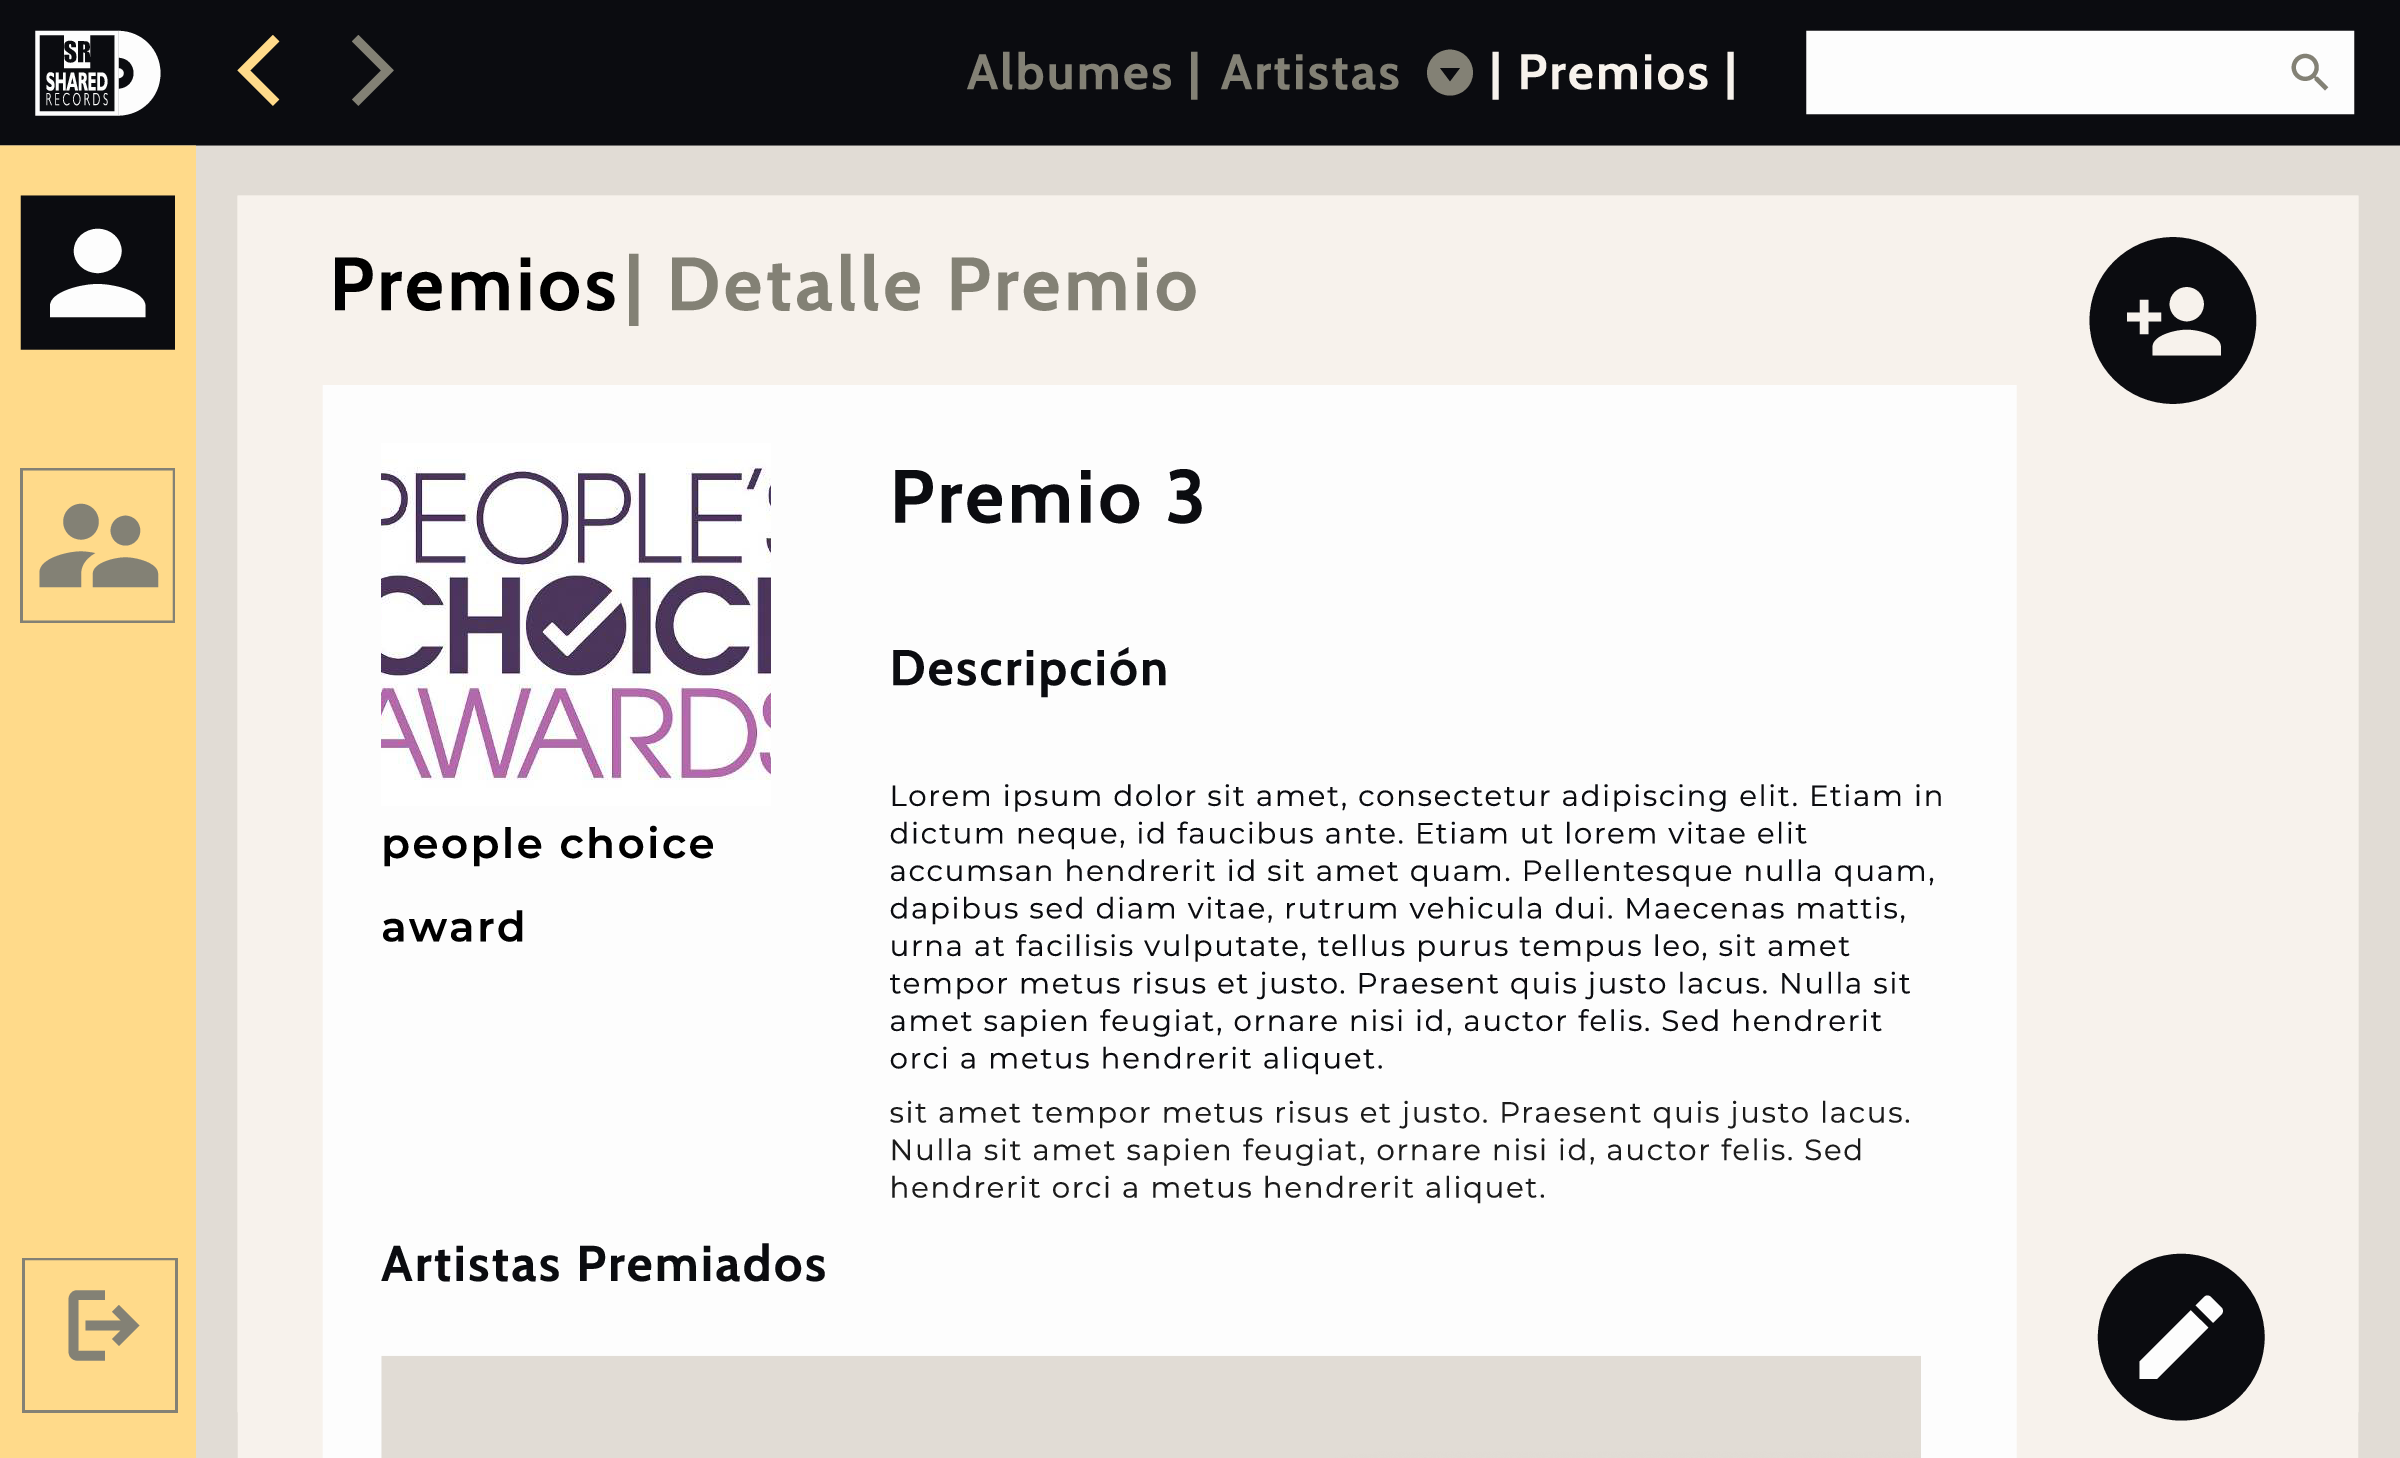 SR
SHARED
RECORDS
Albumes | Artistas | Premios |
Premios| Detalle Premio
PEOPLE'S
CHOICE
AWARDS
people choice
award
Premio 3
Descripción
Lorem ipsum dolor sit amet, consectetur adipiscing elit. Etiam in
dictum neque, id faucibus ante. Etiam ut lorem vitae elit
accumsan hendrerit id sit amet quam. Pellentesque nulla quam,
dapibus sed diam vitae, rutrum vehicula dui. Maecenas mattis,
urna at facilisis vulputate, tellus purus tempus leo, sit amet
tempor metus risus et justo. Praesent quis justo lacus. Nulla sit
amet sapien feugiat, ornare nisi id, auctor felis. Sed hendrerit
orci a metus hendrerit aliquet.
sit amet tempor metus risus et justo. Praesent quis justo lacus.
Nulla sit amet sapien feugiat, ornare nisi id, auctor felis. Sed
hendrerit orci a metus hendrerit aliquet.
Artistas Premiados